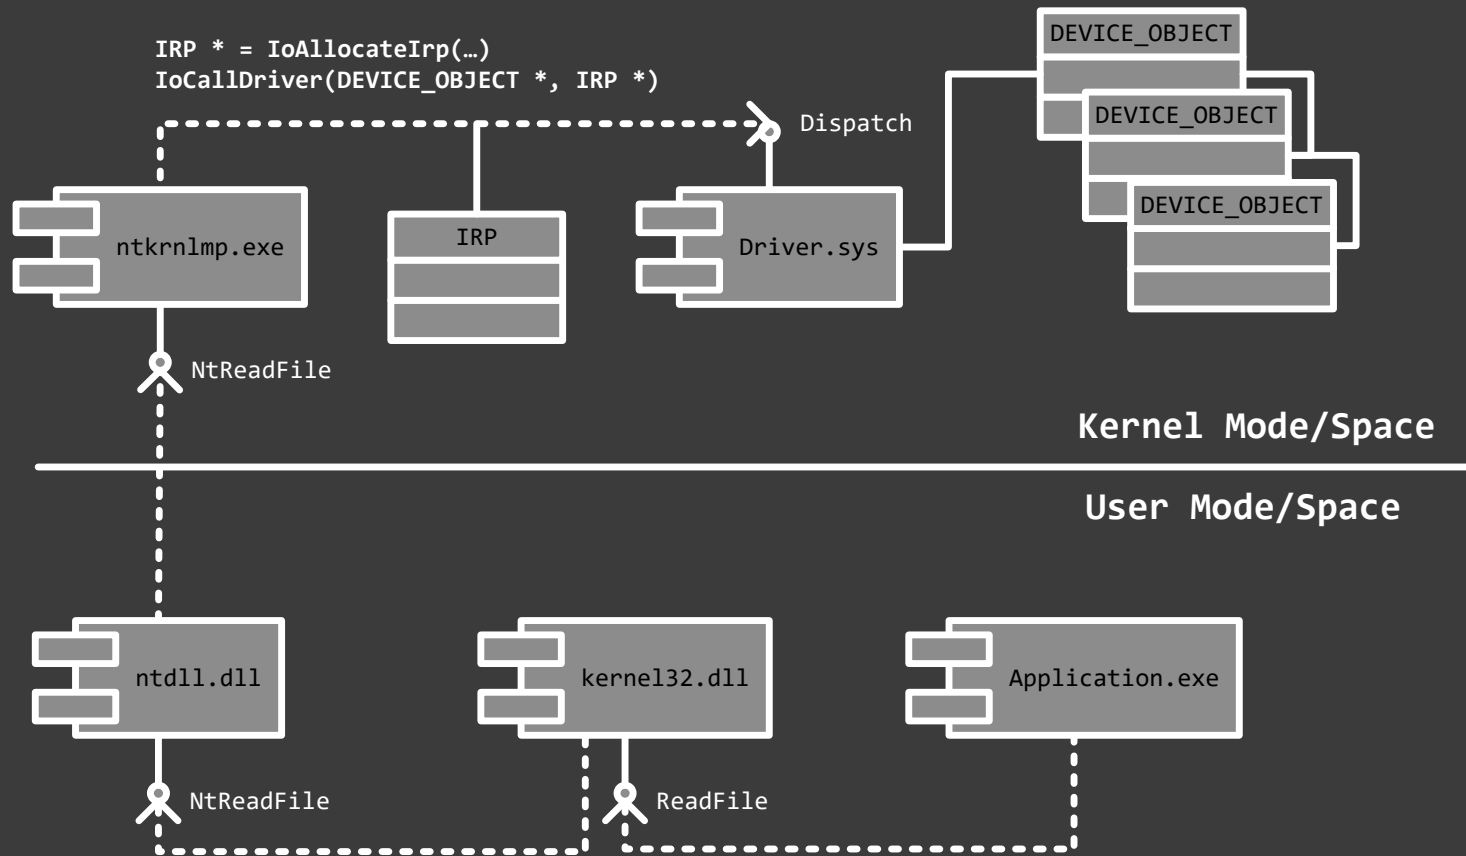 IRP * = IoAllocateIrp(…)
IoCallDriver(DEVICE_OBJECT *, IRP *)
DEVICE_OBJECT
DEVICE_OBJECT
DEVICE_OBJECT
Dispatch
ntkrnlmp.exe
IRP
Driver.sys
NtReadFile
Kernel Mode/Space
User Mode/Space
ntdll.dll
kernel32.dll
Application.exe
NtReadFile
ReadFile